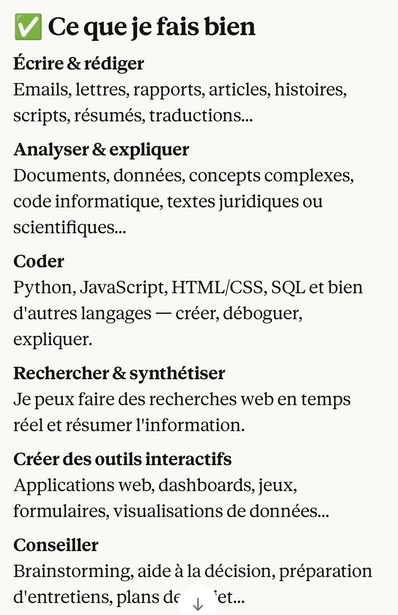 ✅ Ce que je fais bien
Écrire & rédiger
Emails, lettres, rapports, articles, histoires,
scripts, résumés, traductions...
Analyser & expliquer
Documents, données, concepts complexes,
code informatique, textes juridiques ou
scientifiques...
Coder
Python, JavaScript, HTML/CSS, SQL et bien
d'autres langages — créer, déboguer,
expliquer.
Rechercher & synthétiser
Je peux faire des recherches web en temps
réel et résumer l'information.
Créer des outils interactifs
Applications web, dashboards, jeux,
formulaires, visualisations de données...
Conseiller
Brainstorming, aide à la décision, préparation
d'entretiens, plans de